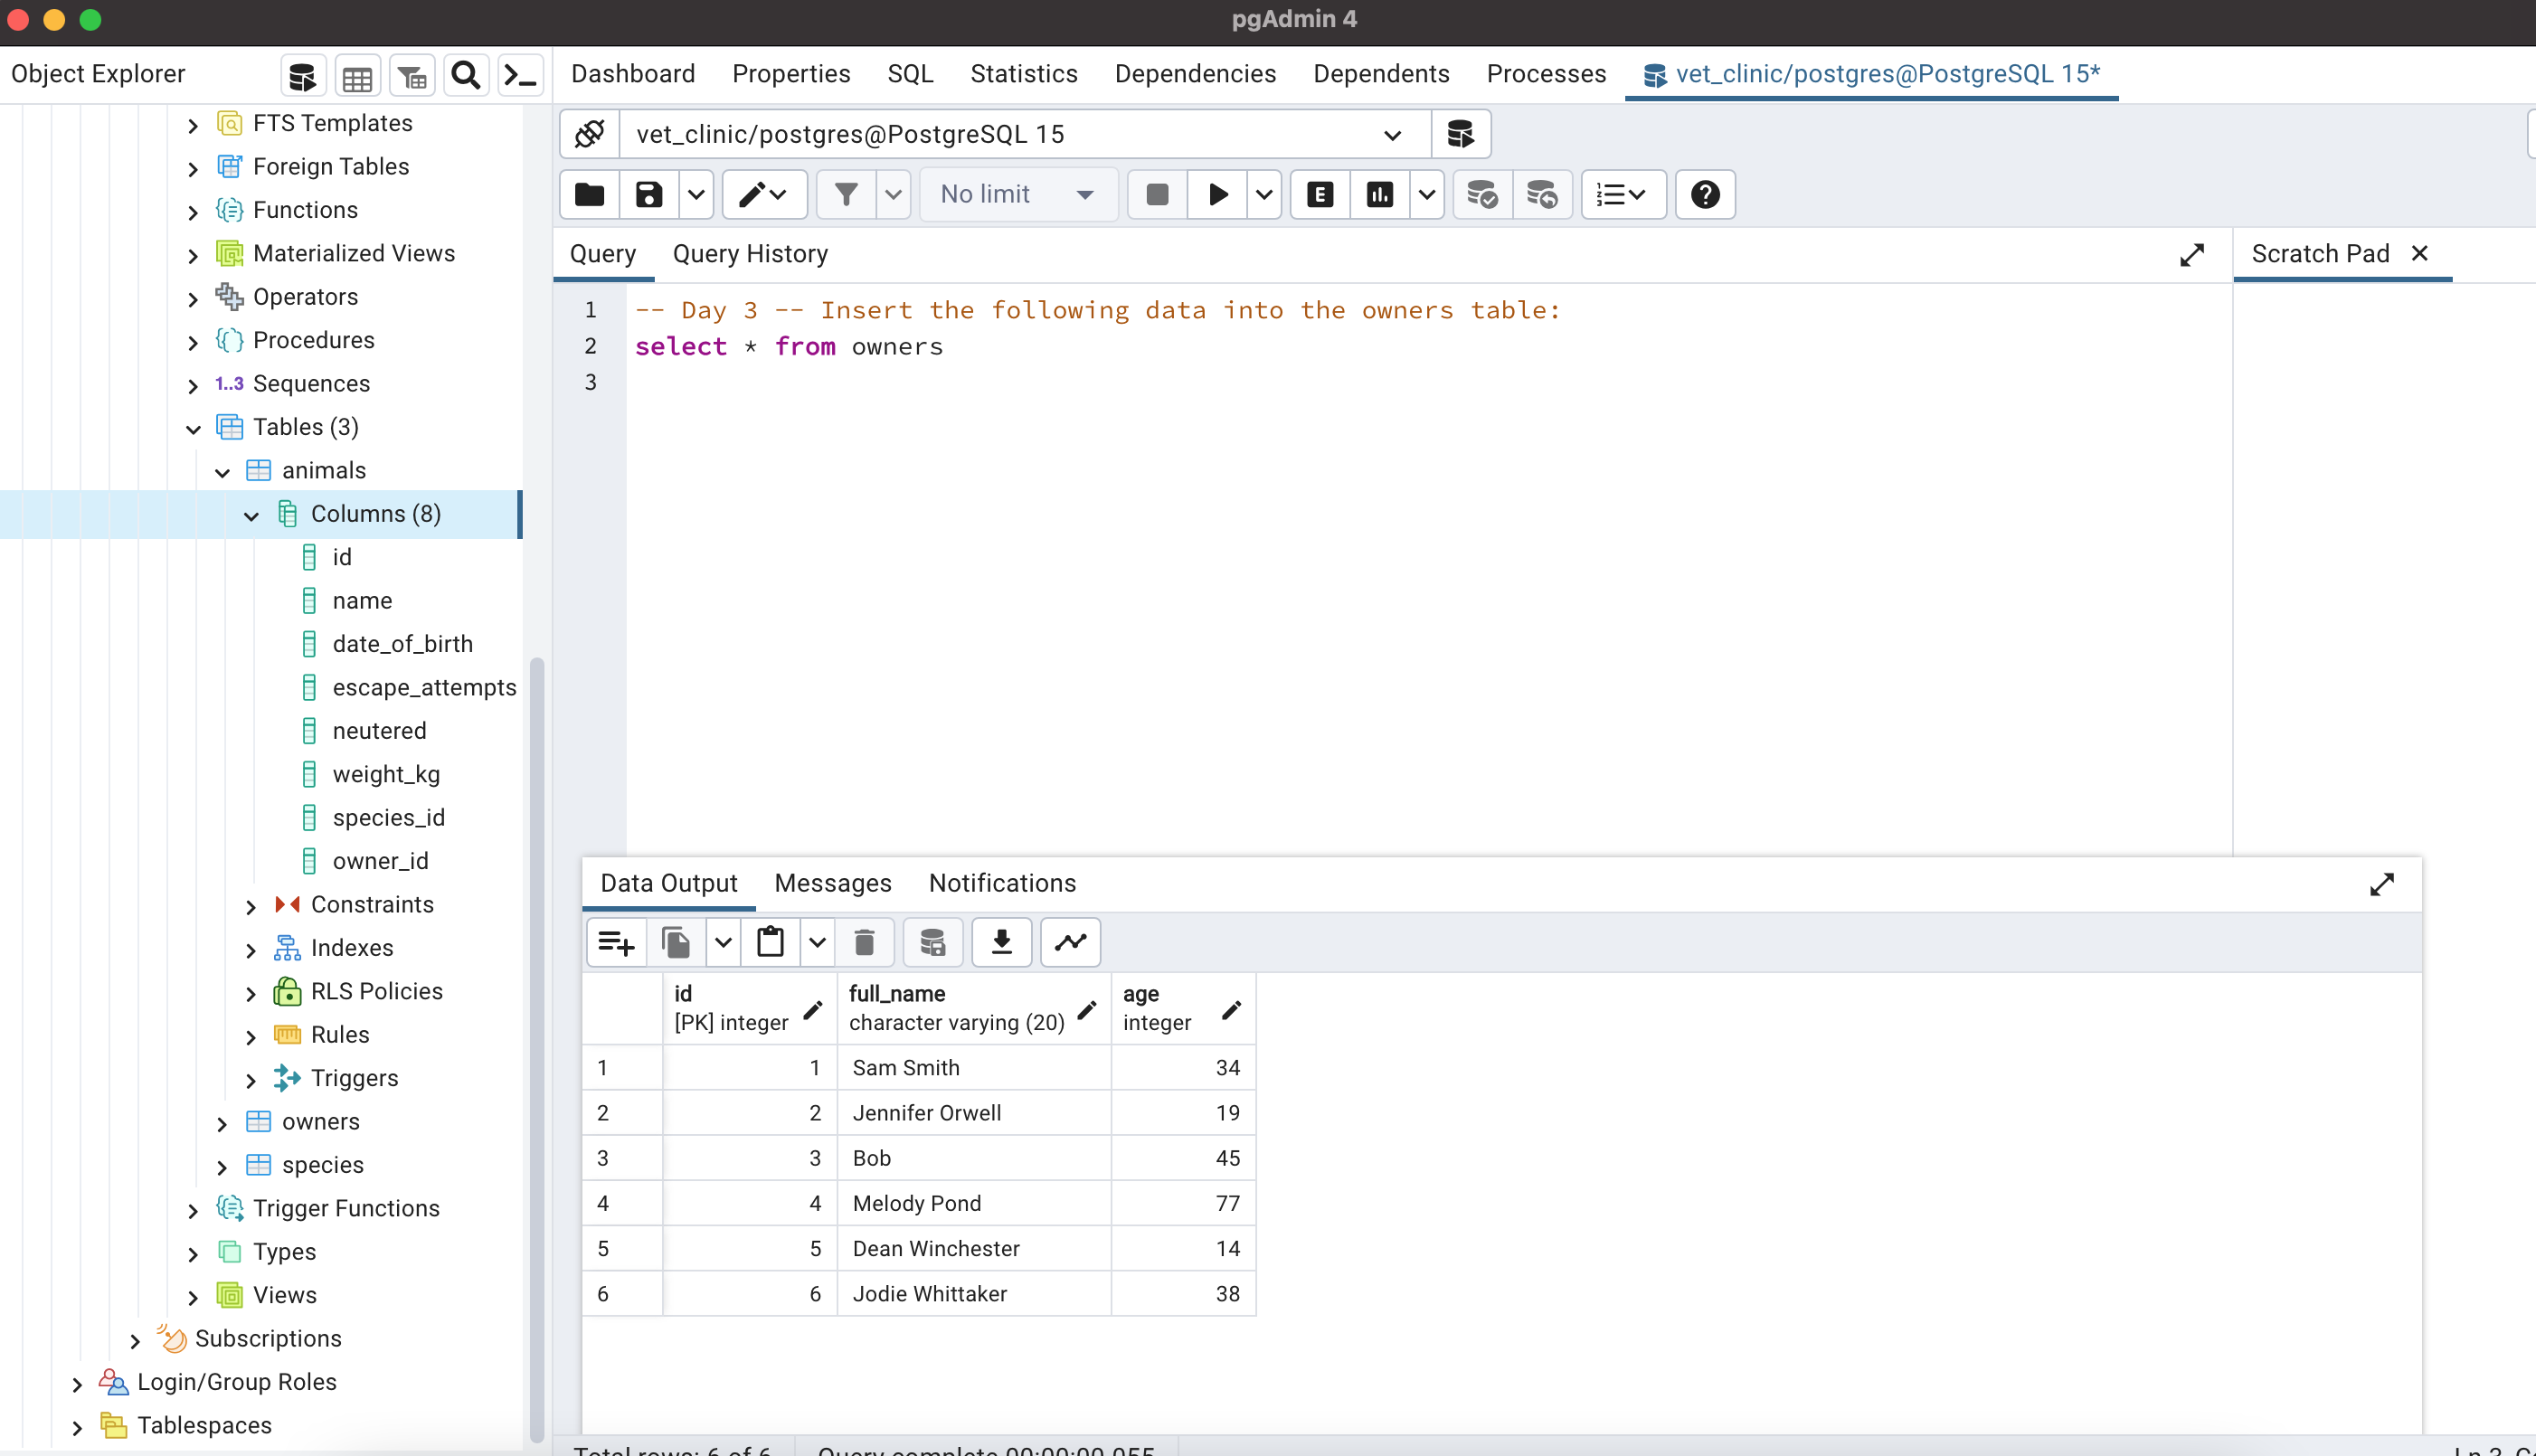 pgAdmin 4
Object Explorer
Dashboard Properties SQL Statistics Dependencies Dependents Processes vet_clinic/postgres@PostgreSQL 15*
FTS Templates
Foreign Tables
Functions
Materialized Views
Operators
Procedures
1..3 Sequences
Tables (3)
animals
Columns (8)
id
name
date_of_birth
escape_attempts
neutered
weight_kg
species_id
owner_id
Constraints
Indexes
RLS Policies
Rules
Triggers
owners
species
Trigger Functions
Types
Views
Subscriptions
Login/Group Roles
Tablespaces
vet_clinic/postgres@PostgreSQL 15
No limit
E
Query Query History
Scratch Pad
1 -- Day 3 -- Insert the following data into the owners table:
2 select * from owners
3
Data Output Messages Notifications
id full_name age
[PK] integer character varying (20) integer
1 1 Sam Smith 34
2 2 Jennifer Orwell 19
3 3 Bob 45
4 4 Melody Pond 77
5 5 Dean Winchester 14
6 6 Jodie Whittaker 38
Total rows: 6 of 6 Query complete 00:00:00.055